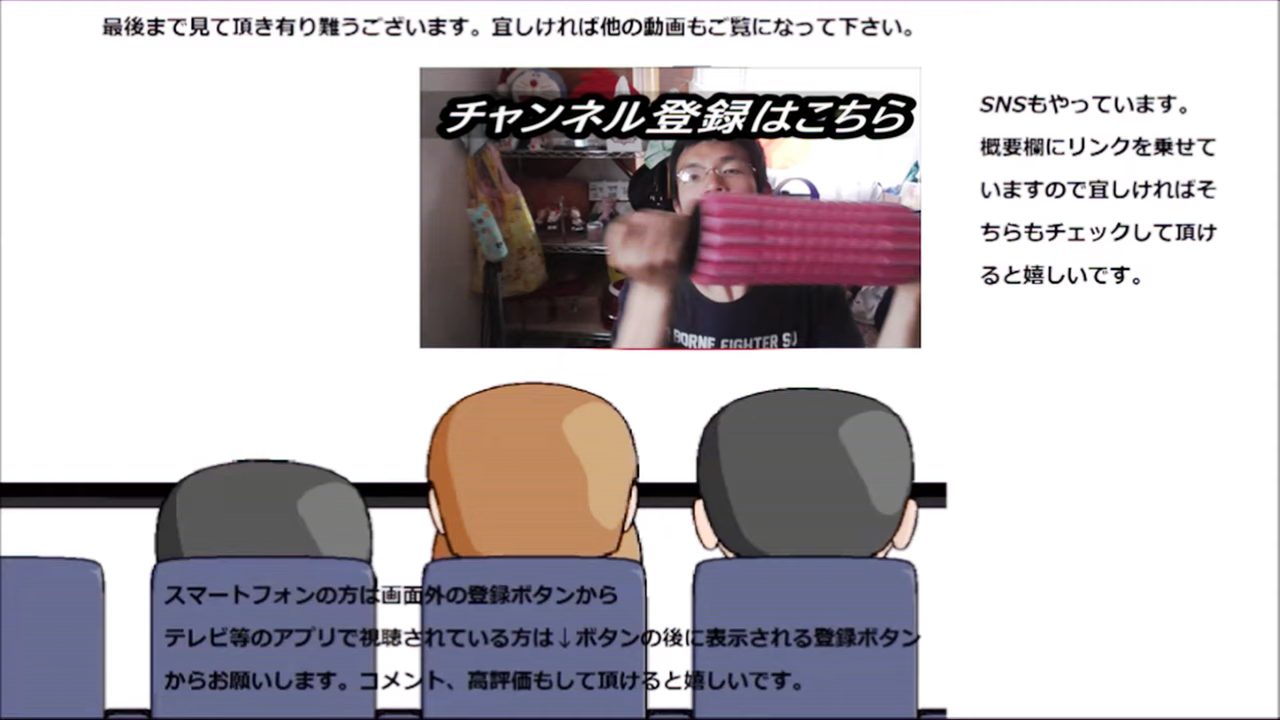 最後まで見て頂き有り難うございます。宜しければ他の動画もご覧になって下さい。
チャンネル登録はこちら
SNSもやっています。
概要欄にリンクを乗せて
いますので宜しければそ
ちらもチェックして頂け
ると嬉しいです。
BORNE FIGHTER SJ
スマートフォンの方は画面外の登録ボタンから
テレビ等のアプリで視聴されている方は↓ボタンの後に表示される登録ボタン
からお願いします。コメント、高評価もして頂けると嬉しいです。